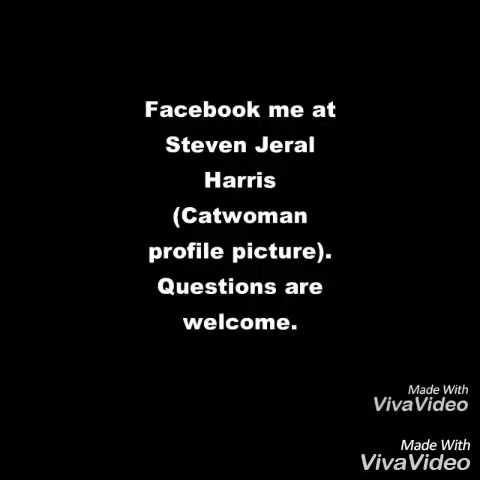 Facebook me at
Steven Jeral
Harris
(Catwoman
profile picture).
Questions are
welcome.
Made With
VivaVideo
Made With
VivaVideo